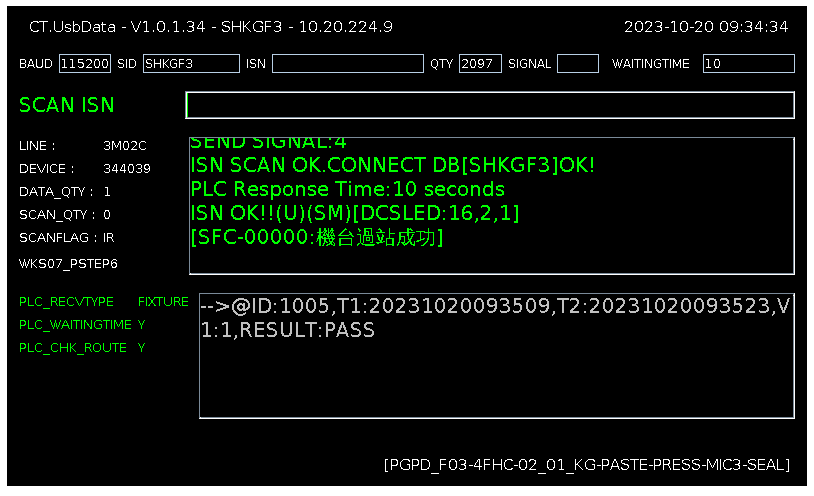 CT.UsbData - V1.0.1.34 - SHKGF3 - 10.20.224.9 2023-10-20 09:34:34
BAUD 115200 SID SHKGF3 ISN QTY 2097 SIGNAL WAITINGTIME 10
SCAN ISN
LINE : 3M02C
DEVICE : 344039
DATA_QTY : 1
SCAN_QTY : 0
SCANFLAG : IR
WKS07_PSTEP6
SEND SIGNAL:4
ISN SCAN OK.CONNECT DB[SHKGF3]OK!
PLC Response Time:10 seconds
ISN OK!!(U)(SM)[DCSLED:16,2,1]
[SFC-00000:機台過站成功]
PLC_RECVTYPE FIXTURE
PLC_WAITINGTIME Y
PLC_CHK_ROUTE Y
-->@ID:1005,T1:20231020093509,T2:20231020093523,V
1:1,RESULT:PASS
[PGPD_F03-4FHC-02_01_KG-PASTE-PRESS-MIC3-SEAL]